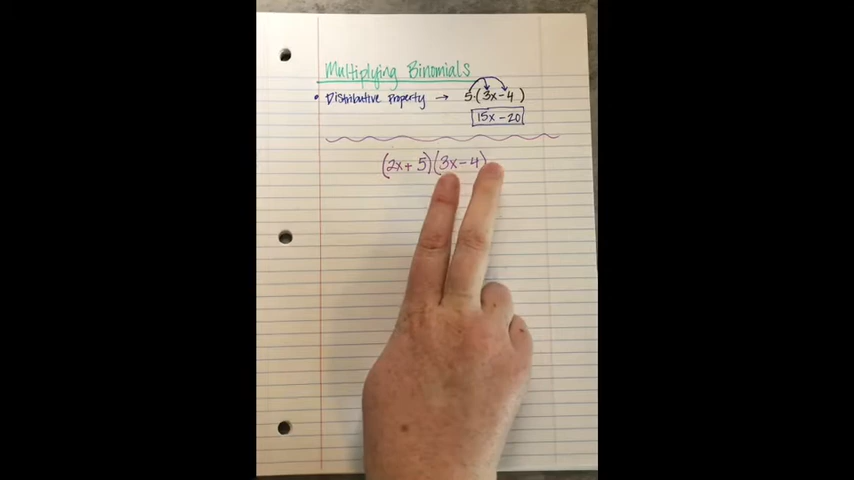 Multiplying Binomials
• Distributive Property → 5·(3x-4)
15x-20
(2x+5)(3x-4)